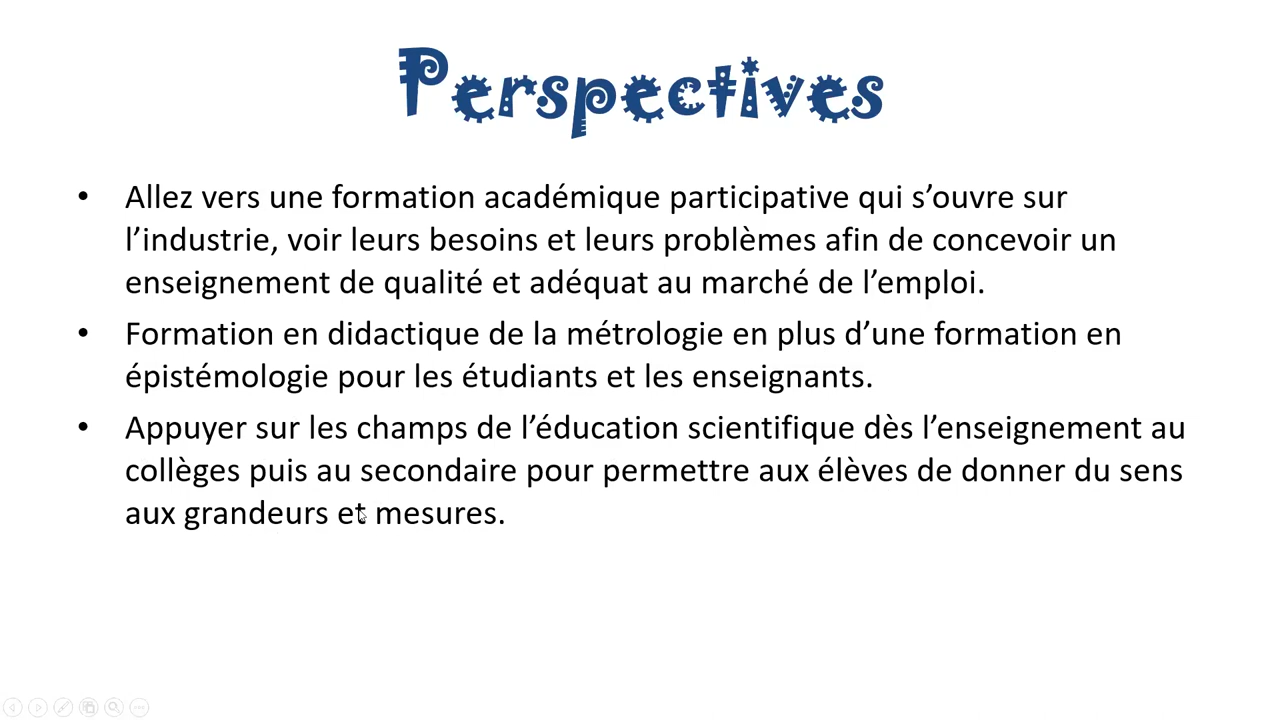 Perspectives
• Allez vers une formation académique participative qui s’ouvre sur
l’industrie, voir leurs besoins et leurs problèmes afin de concevoir un
enseignement de qualité et adéquat au marché de l’emploi.
• Formation en didactique de la métrologie en plus d’une formation en
épistémologie pour les étudiants et les enseignants.
• Appuyer sur les champs de l’éducation scientifique dès l’enseignement au
collèges puis au secondaire pour permettre aux élèves de donner du sens
aux grandeurs et mesures.